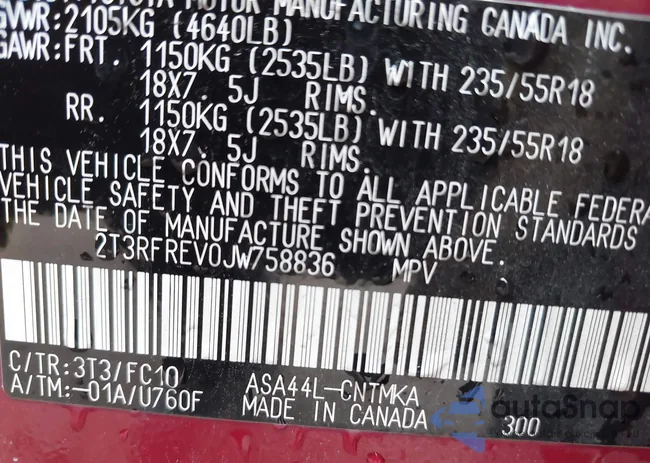 TOYOTA MOTOR MANUFACTURING CANADA INC.
GVWR:2105KG (4640LB)
GAWR:FRT. 1150KG (2535LB) WITH 235/55R18
18X7.5J RIMS.
RR. 1150KG (2535LB) WITH 235/55R18
18X7.5J RIMS.
THIS VEHICLE CONFORMS TO ALL APPLICABLE FEDERA
VEHICLE SAFETY AND THEFT PREVENTION STANDARDS
THE DATE OF MANUFACTURE SHOWN ABOVE.
2T3RFREV0JW758836 MPV
C/TR:3T3/FC10
A/TM:-01A/U760F
ASA44L-CNTMKA
MADE IN CANADA
300
autoSnap